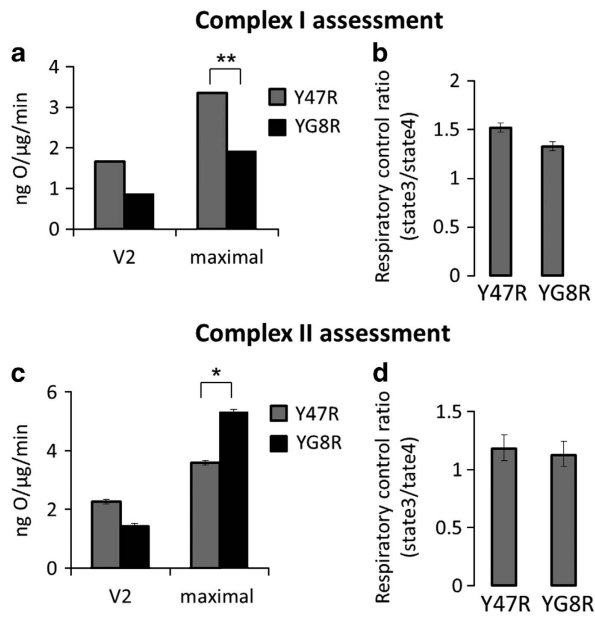 Complex I assessment
a
ng O/µg/min
4
3
2
1
0
**
Y47R
YG8R
V2 maximal
b
Respiratory control ratio
(state3/state4)
2
1.5
1
0.5
0
Y47R YG8R
Complex II assessment
c
ng O/µg/min
6
4
2
0
*
Y47R
YG8R
V2 maximal
d
Respiratory control ratio
(state3/tate4)
1.5
1
0.5
0
Y47R YG8R